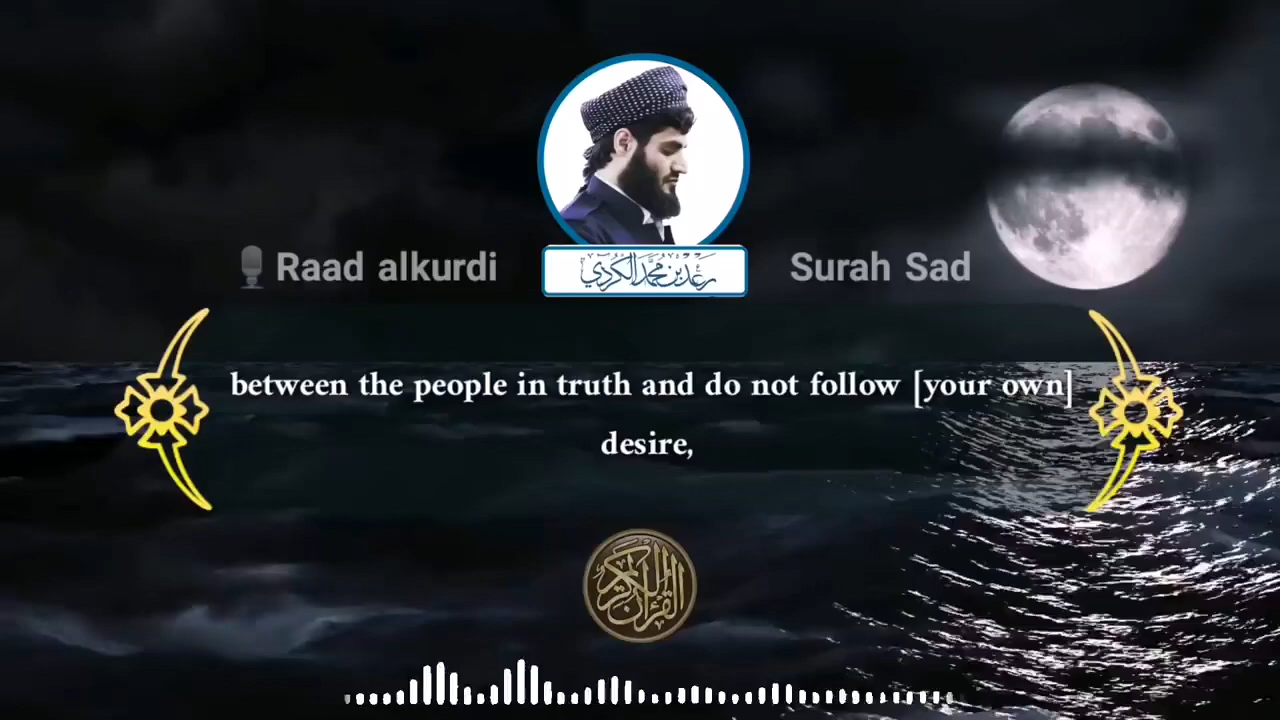 Raad alkurdi
رعد بن محمد الكردي
Surah Sad
between the people in truth and do not follow [your own]
desire,
القرآن الكريم